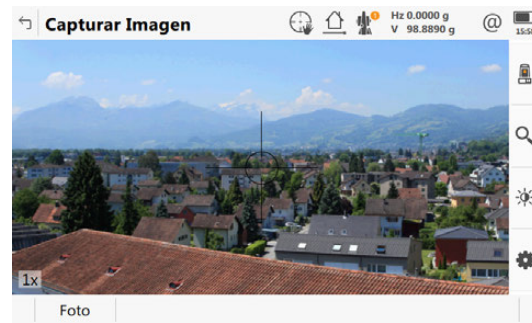 Capturar Imagen
Hz 0.0000 g
V 98.8890 g
1x
Foto